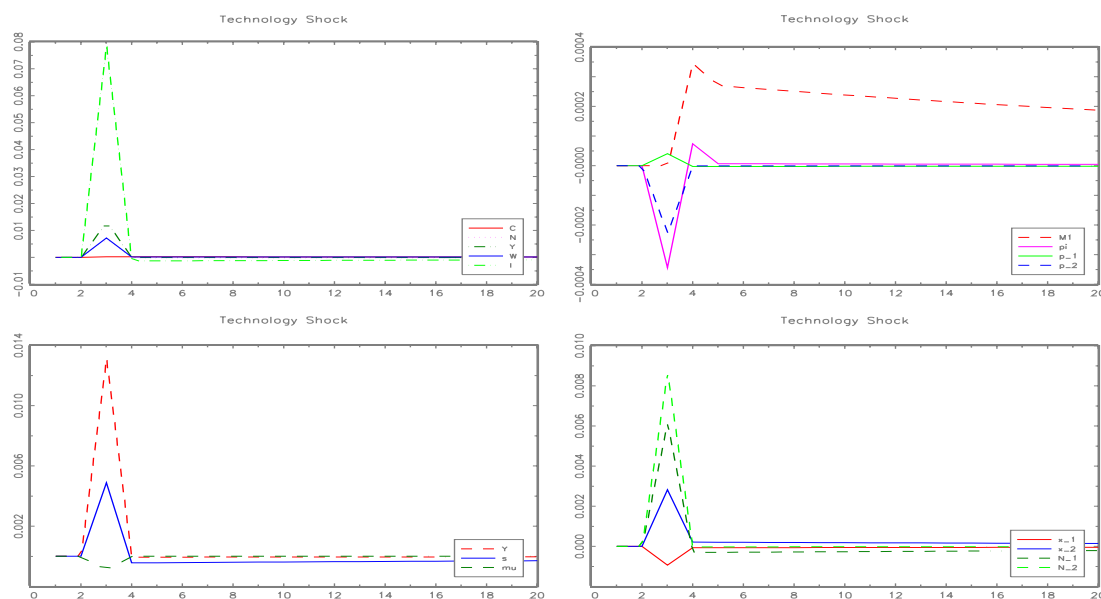 Technology Shock
0.08
0.07
0.06
0.05
0.04
0.03
0.02
0.01
0
−0.01
C
N
Y
W
I
0 2 4 6 8 10 12 14 16 18 20
Technology Shock
0.0004
0.0002
−0.0000
−0.0002
−0.0004
M1
pi
p_1
p_2
0 2 4 6 8 10 12 14 16 18 20
Technology Shock
0.014
0.010
0.006
0.002
Y
s
mu
0 2 4 6 8 10 12 14 16 18 20
Technology Shock
0.010
0.008
0.006
0.004
0.002
0.000
x_1
x_2
N_1
N_2
0 2 4 6 8 10 12 14 16 18 20